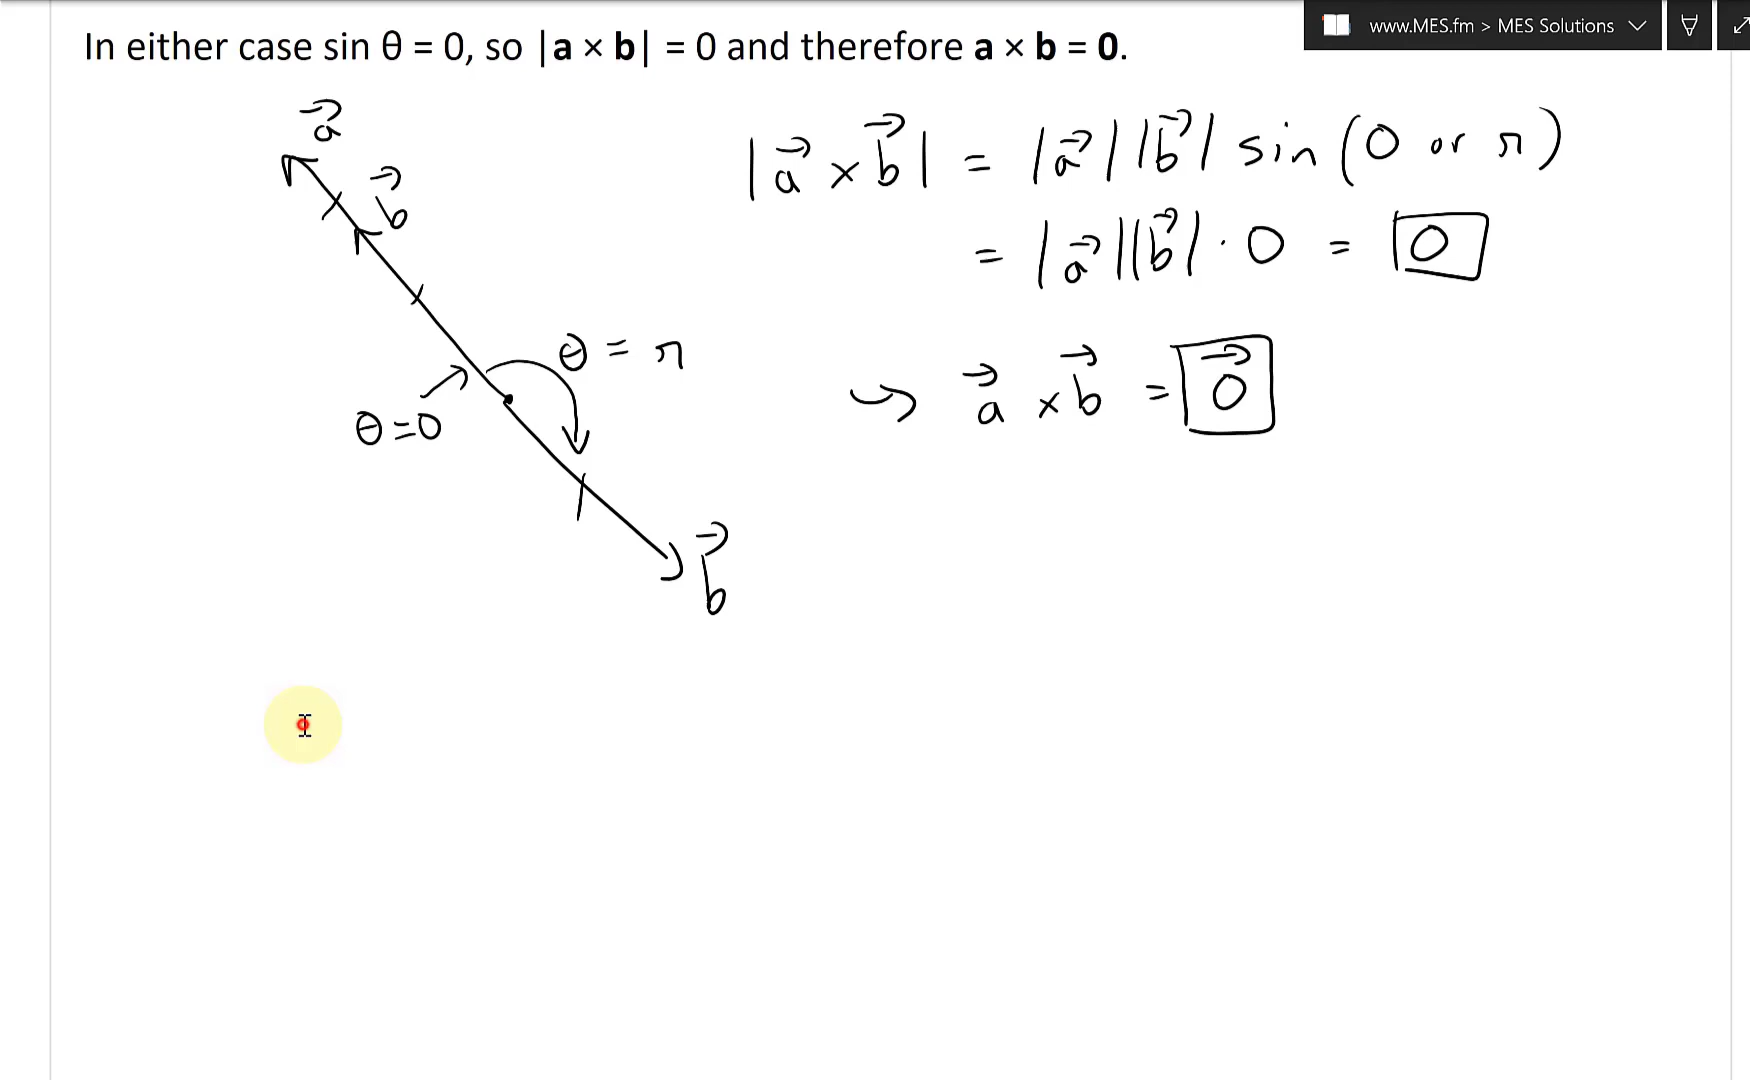 In either case sin θ = 0, so |a × b| = 0 and therefore a × b = 0.
www.MES.fm > MES Solutions
a⃗
b⃗
|a⃗ × b⃗| = |a⃗||b⃗| sin(0 or π)
= |a⃗||b⃗| · 0 = 0
θ = π
θ = 0
a⃗ × b⃗ = 0⃗
b⃗